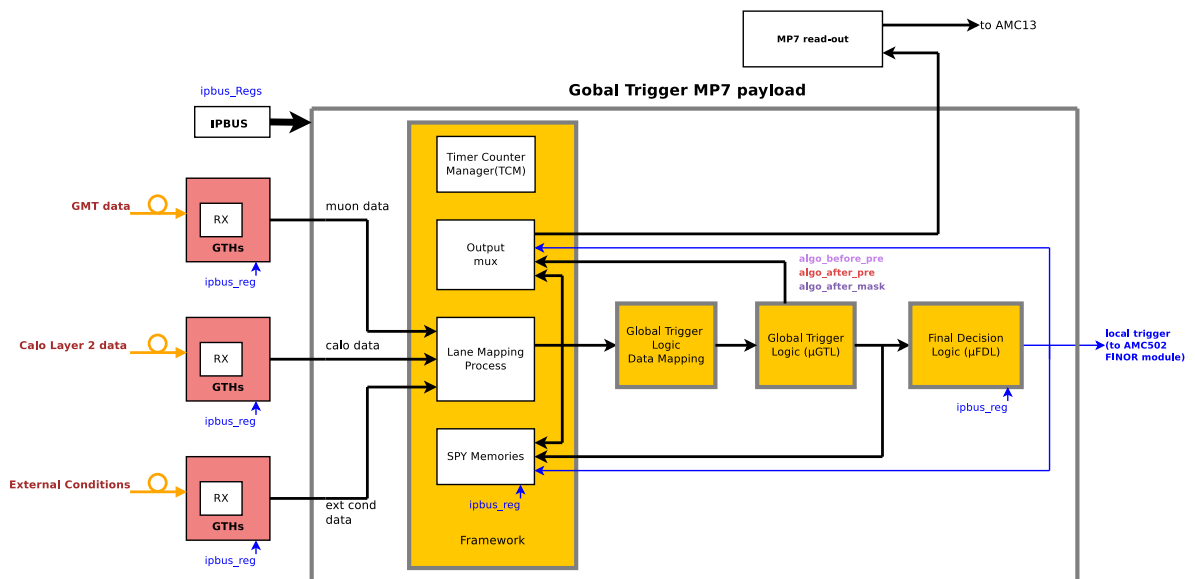 MP7 read-out
to AMC13
Gobal Trigger MP7 payload
ipbus_Regs
IPBUS
Timer Counter
Manager(TCM)
GMT data
RX
GTHs
ipbus_reg
muon data
Output
mux
algo_before_pre
algo_after_pre
algo_after_mask
Calo Layer 2 data
RX
GTHs
ipbus_reg
calo data
Lane Mapping
Process
Global Trigger
Logic
Data Mapping
Global Trigger
Logic (µGTL)
Final Decision
Logic (µFDL)
ipbus_reg
local trigger
(to AMC502
FINOR module)
SPY Memories
ipbus_reg
External Conditions
RX
GTHs
ipbus_reg
ext cond
data
Framework